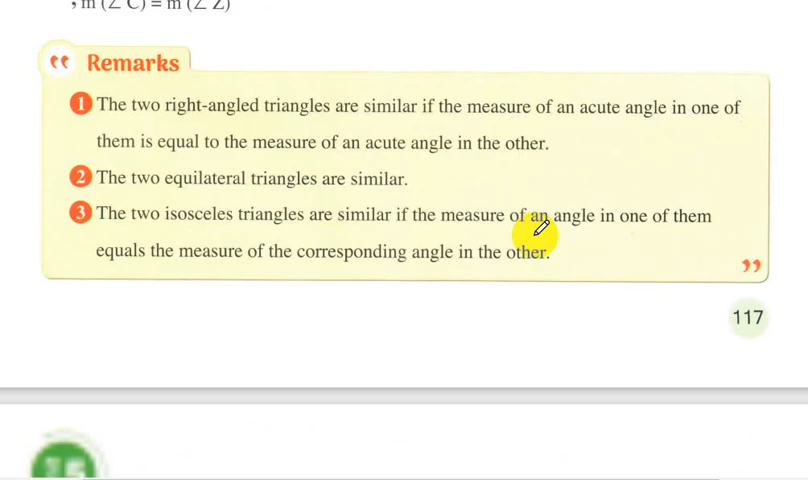 , m (∠ C) = m (∠ Z)
Remarks
1 The two right-angled triangles are similar if the measure of an acute angle in one of
them is equal to the measure of an acute angle in the other.
2 The two equilateral triangles are similar.
3 The two isosceles triangles are similar if the measure of an angle in one of them
equals the measure of the corresponding angle in the other.
117